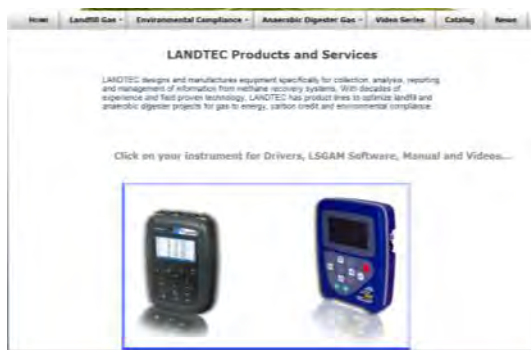 Home Landfill Gas Environmental Compliance Anaerobic Digester Gas Video Series Catalog News
LANDTEC Products and Services
LANDTEC designs and manufactures equipment specifically for collection, analysis, reporting
and management of information from methane recovery systems. With decades of
experience and field proven technology, LANDTEC has product lines to optimize landfill and
anaerobic digester projects for gas to energy, carbon credit and environmental compliance.
Click on your instrument for Drivers, LSGAM Software, Manual and Videos...